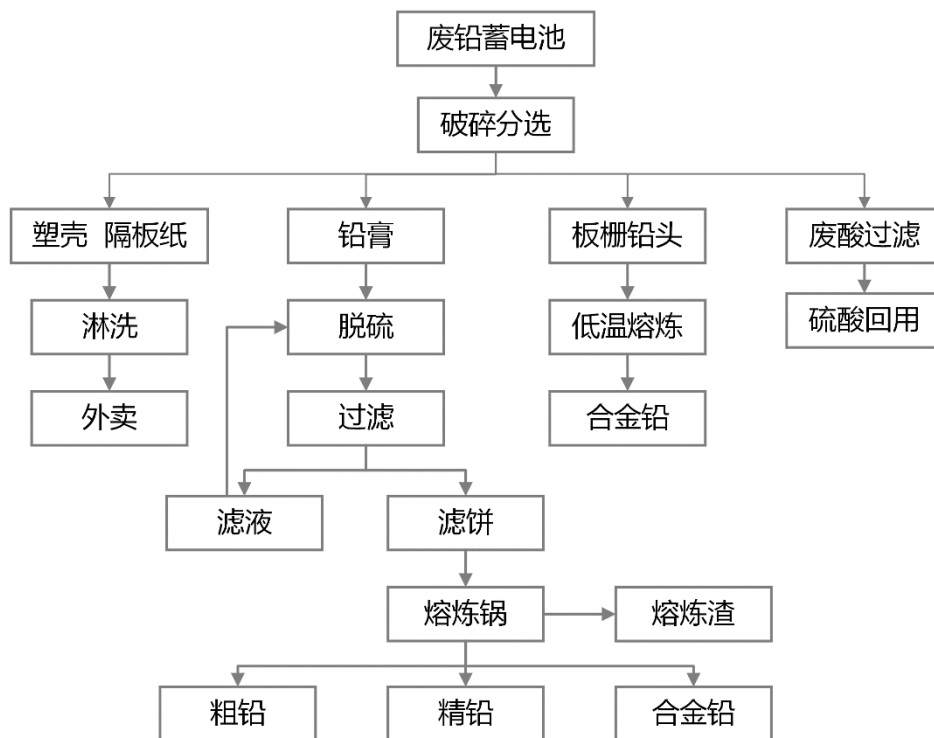 废铅蓄电池
破碎分选
塑壳 隔板纸
铅膏
板栅铅头
废酸过滤
淋洗
脱硫
低温熔炼
硫酸回用
外卖
过滤
合金铅
滤液
滤饼
熔炼锅
熔炼渣
粗铅
精铅
合金铅